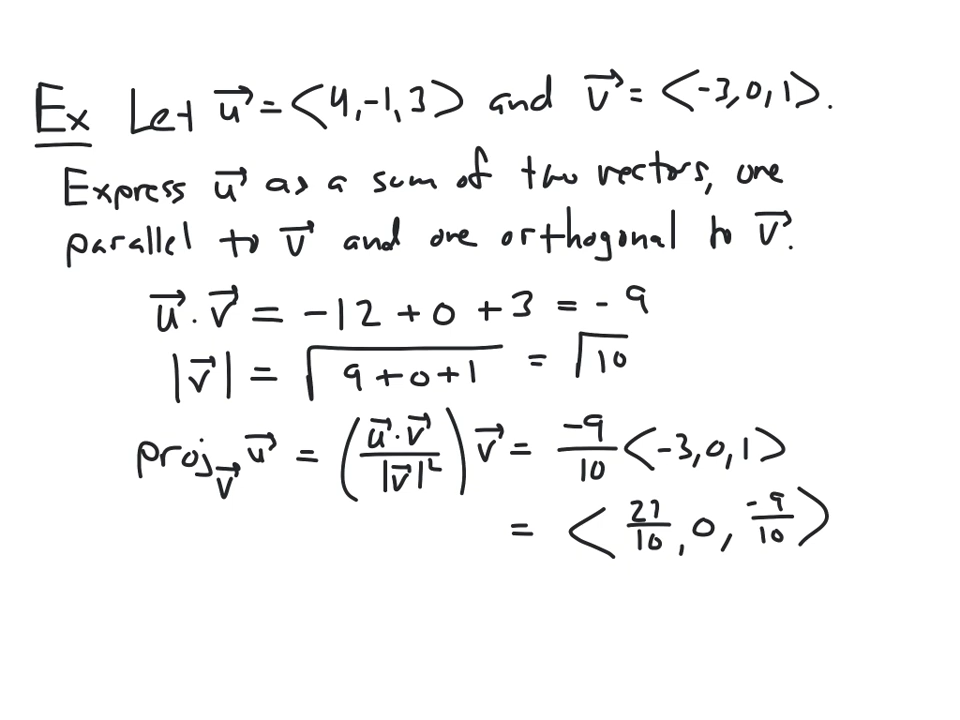 Ex Let u⃗ = <4,-1,3> and v⃗ = <-3,0,1>.
Express u⃗ as a sum of two vectors, one
parallel to v⃗ and one orthogonal to v⃗.
u⃗ · v⃗ = -12 + 0 + 3 = -9
|v⃗| = √(9+0+1) = √10
proj_v⃗ u⃗ = (u⃗·v⃗ / |v⃗|²) v⃗ = -9/10 <-3,0,1>
= <27/10, 0, -9/10>